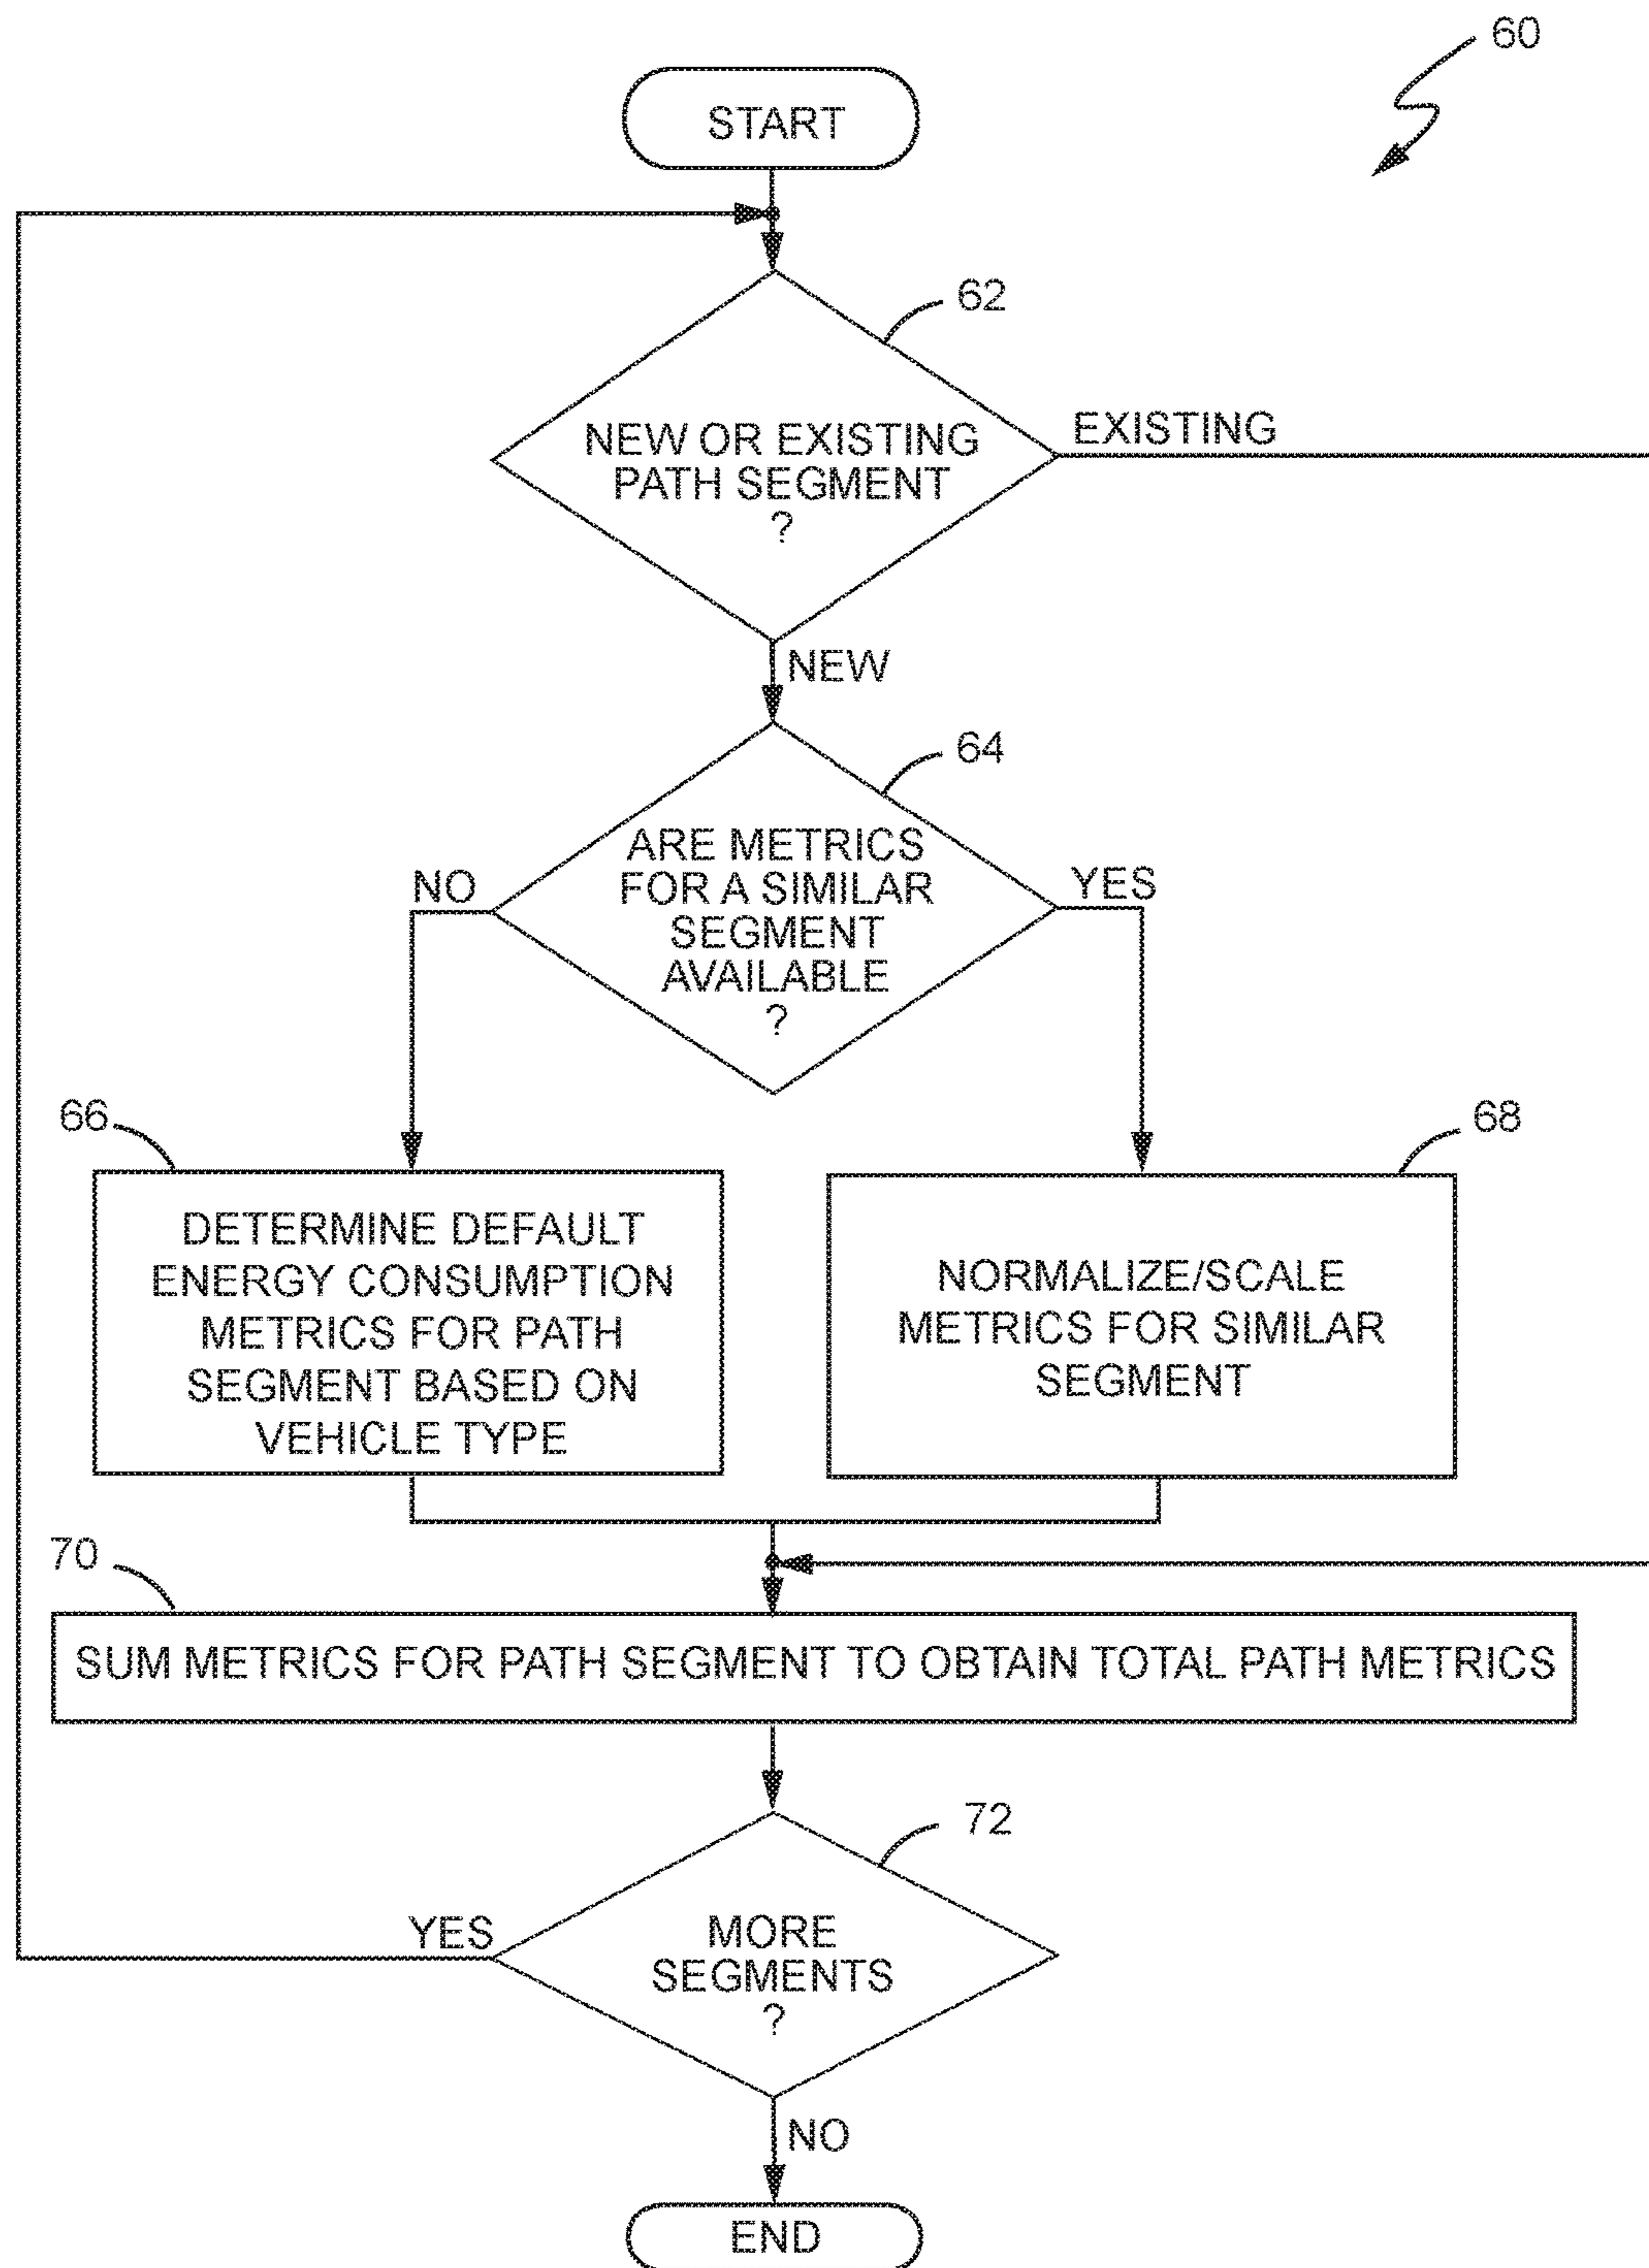 60
START
62
NEW OR EXISTING
PATH SEGMENT
?
EXISTING
NEW
64
ARE METRICS
FOR A SIMILAR
SEGMENT
AVAILABLE
?
NO
YES
66
DETERMINE DEFAULT
ENERGY CONSUMPTION
METRICS FOR PATH
SEGMENT BASED ON
VEHICLE TYPE
68
NORMALIZE/SCALE
METRICS FOR SIMILAR
SEGMENT
70
SUM METRICS FOR PATH SEGMENT TO OBTAIN TOTAL PATH METRICS
72
MORE
SEGMENTS
?
YES
NO
END